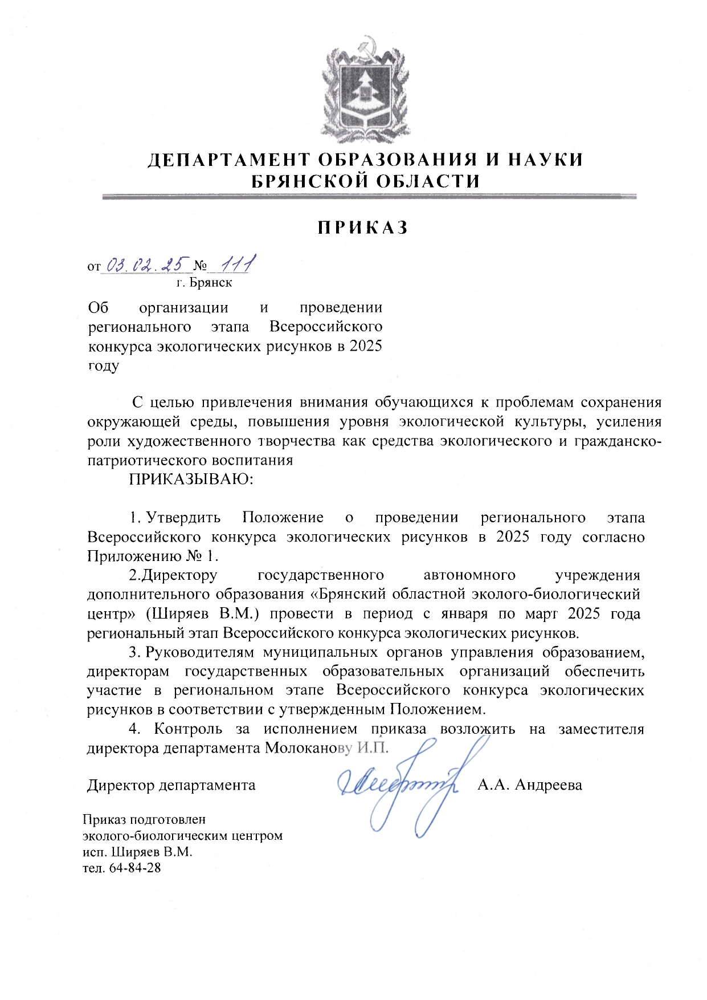 ДЕПАРТАМЕНТ ОБРАЗОВАНИЯ И НАУКИ
БРЯНСКОЙ ОБЛАСТИ
ПРИКАЗ
от 03.02.25 № 111
г. Брянск
Об организации и проведении
регионального этапа Всероссийского
конкурса экологических рисунков в 2025
году
С целью привлечения внимания обучающихся к проблемам сохранения
окружающей среды, повышения уровня экологической культуры, усиления
роли художественного творчества как средства экологического и гражданско-
патриотического воспитания
ПРИКАЗЫВАЮ:
1. Утвердить Положение о проведении регионального этапа
Всероссийского конкурса экологических рисунков в 2025 году согласно
Приложению № 1.
2.Директору государственного автономного учреждения
дополнительного образования «Брянский областной эколого-биологический
центр» (Ширяев В.М.) провести в период с января по март 2025 года
региональный этап Всероссийского конкурса экологических рисунков.
3. Руководителям муниципальных органов управления образованием,
директорам государственных образовательных организаций обеспечить
участие в региональном этапе Всероссийского конкурса экологических
рисунков в соответствии с утвержденным Положением.
4. Контроль за исполнением приказа возложить на заместителя
директора департамента Молоканову И.П.
Директор департамента А.А. Андреева
Приказ подготовлен
эколого-биологическим центром
исп. Ширяев В.М.
тел. 64-84-28